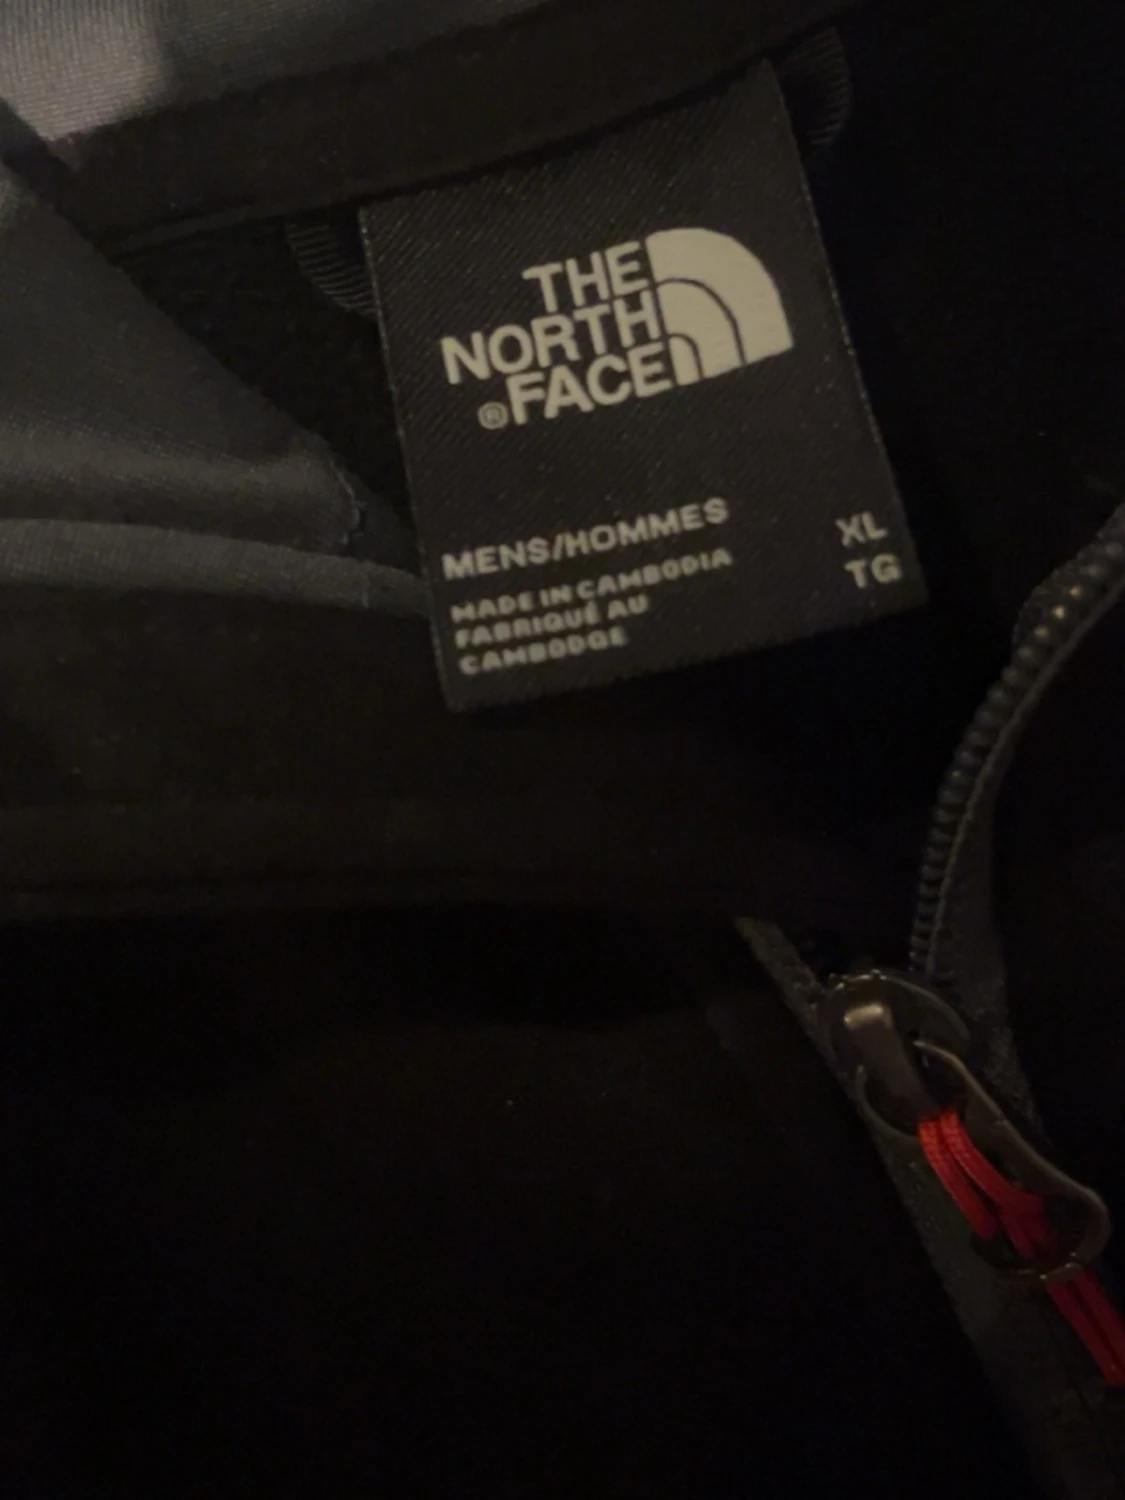 THE
NORTH
®FACE
MENS/HOMMES
MADE IN CAMBODIA
FABRIQUÉ AU
CAMBODGE
XL
TG